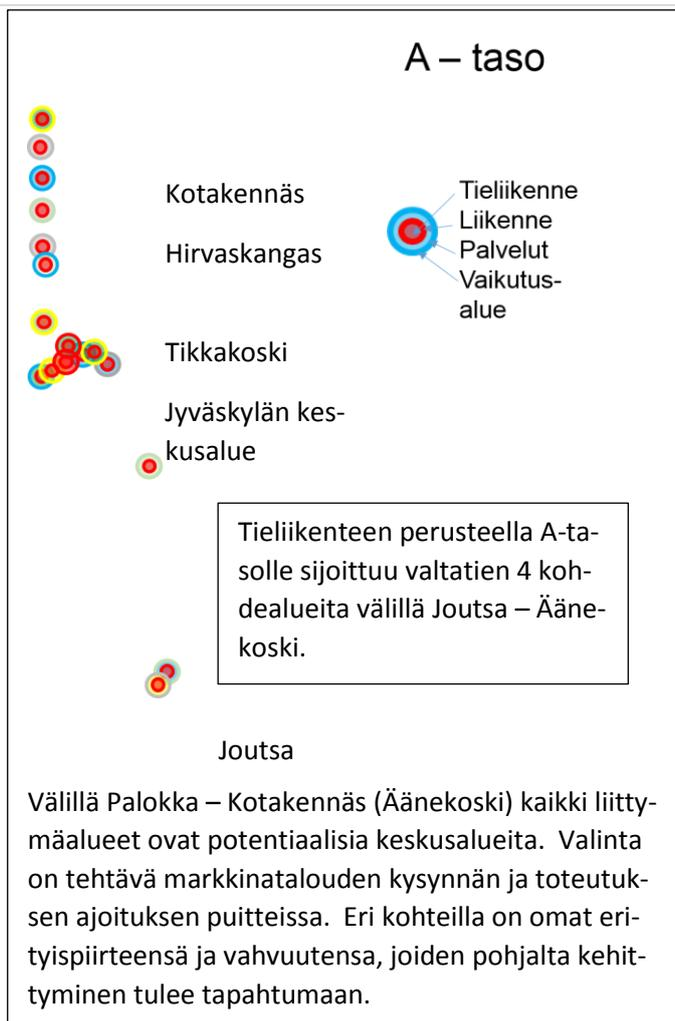 A – taso
Kotakennäs
Hirvaskangas
Tieliikenne
Liikenne
Palvelut
Vaikutus-
alue
Tikkakoski
Jyväskylän kes-
kusalue
Tieliikenteen perusteella A-ta-
solle sijoittuu valtatien 4 koh-
dealueita välillä Joutsa – Ääne-
koski.
Joutsa
Välillä Palokka – Kotakennäs (Äänekoski) kaikki liitty-
mäalueet ovat potentiaalisia keskusalueita.  Valinta
on tehtävä markkinatalouden kysynnän ja toteutuk-
sen ajoituksen puitteissa.  Eri kohteilla on omat eri-
tyispiirteensä ja vahvuutensa, joiden pohjalta kehit-
tyminen tulee tapahtumaan.